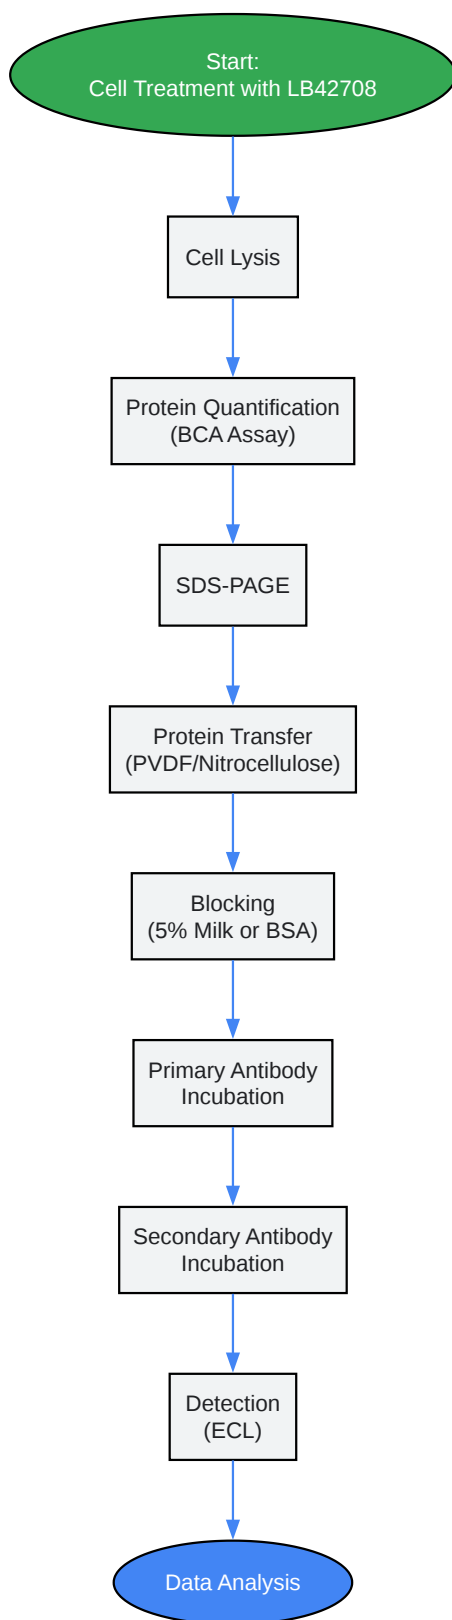 Start:
Cell Treatment with LB42708
Cell Lysis
Protein Quantification
(BCA Assay)
SDS-PAGE
Protein Transfer
(PVDF/Nitrocellulose)
Blocking
(5% Milk or BSA)
Primary Antibody
Incubation
Secondary Antibody
Incubation
Detection
(ECL)
Data Analysis